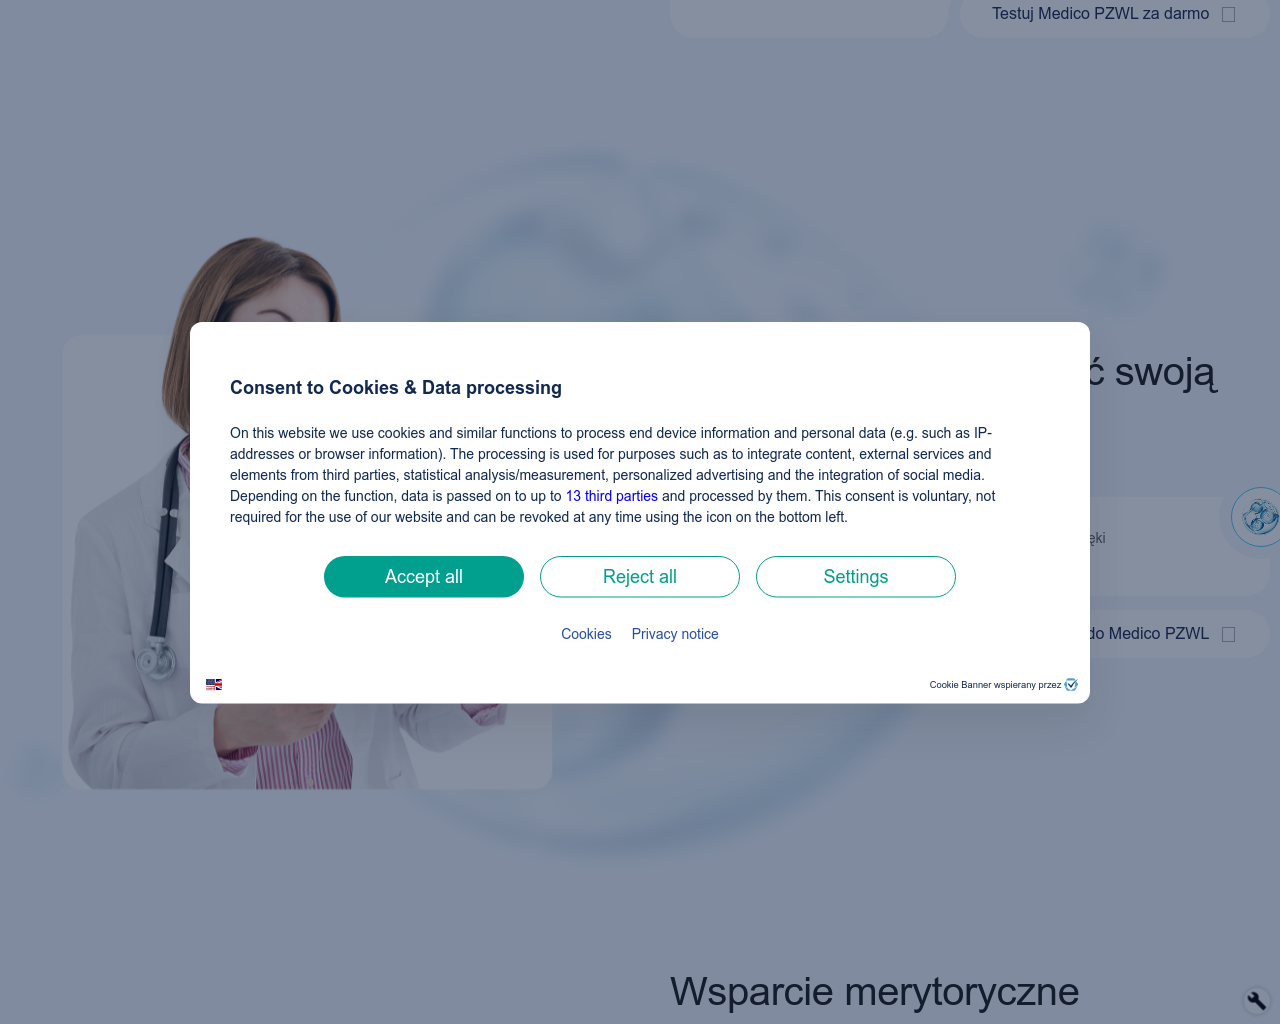 Testuj Medico PZWL za darmo
ć swoją
Consent to Cookies & Data processing
On this website we use cookies and similar functions to process end device information and personal data (e.g. such as IP-
addresses or browser information). The processing is used for purposes such as to integrate content, external services and
elements from third parties, statistical analysis/measurement, personalized advertising and the integration of social media.
Depending on the function, data is passed on to up to 13 third parties and processed by them. This consent is voluntary, not
required for the use of our website and can be revoked at any time using the icon on the bottom left.
ęki
Accept all
Reject all
Settings
Cookies
Privacy notice
do Medico PZWL
Cookie Banner wspierany przez
Wsparcie merytoryczne